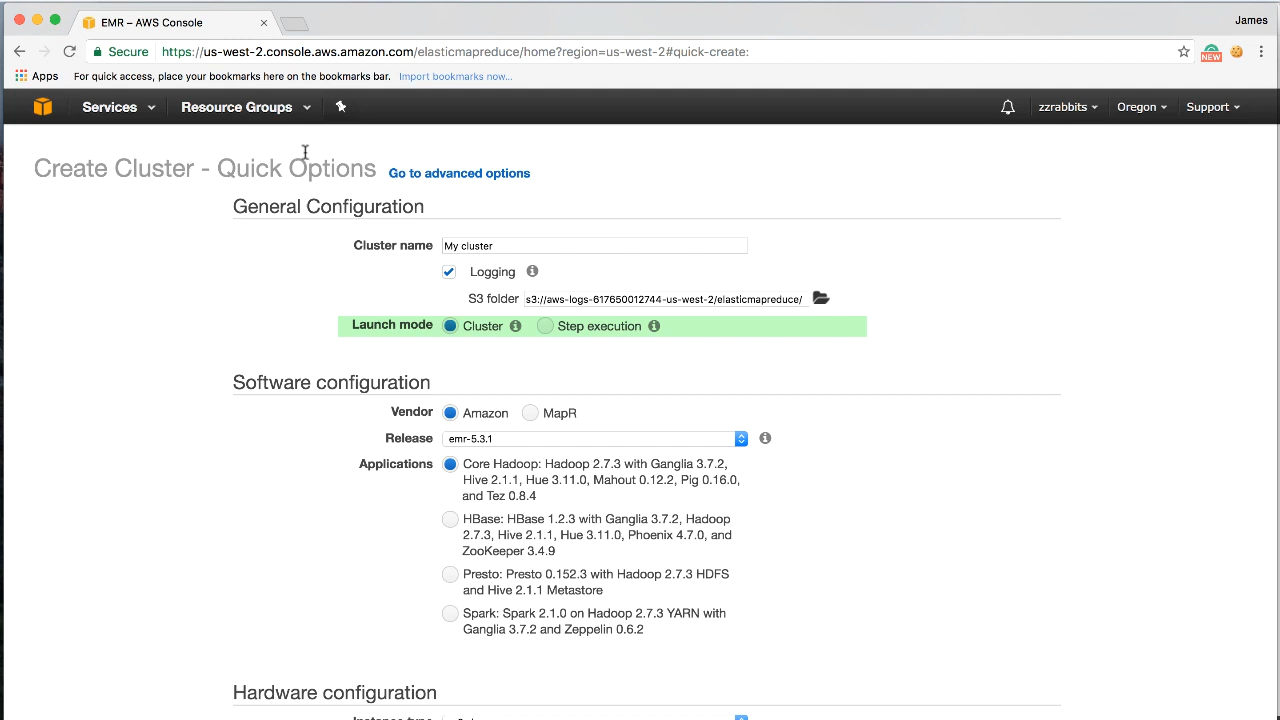 EMR – AWS Console
James
Secure https://us-west-2.console.aws.amazon.com/elasticmapreduce/home?region=us-west-2#quick-create:
NEW
Apps For quick access, place your bookmarks here on the bookmarks bar. Import bookmarks now...
Services Resource Groups zzrabbits Oregon Support
Create Cluster - Quick Options Go to advanced options
General Configuration
Cluster name My cluster
Logging
S3 folder s3://aws-logs-617650012744-us-west-2/elasticmapreduce/
Launch mode Cluster Step execution
Software configuration
Vendor Amazon MapR
Release emr-5.3.1
Applications Core Hadoop: Hadoop 2.7.3 with Ganglia 3.7.2,
Hive 2.1.1, Hue 3.11.0, Mahout 0.12.2, Pig 0.16.0,
and Tez 0.8.4
HBase: HBase 1.2.3 with Ganglia 3.7.2, Hadoop
2.7.3, Hive 2.1.1, Hue 3.11.0, Phoenix 4.7.0, and
ZooKeeper 3.4.9
Presto: Presto 0.152.3 with Hadoop 2.7.3 HDFS
and Hive 2.1.1 Metastore
Spark: Spark 2.1.0 on Hadoop 2.7.3 YARN with
Ganglia 3.7.2 and Zeppelin 0.6.2
Hardware configuration
Instance type